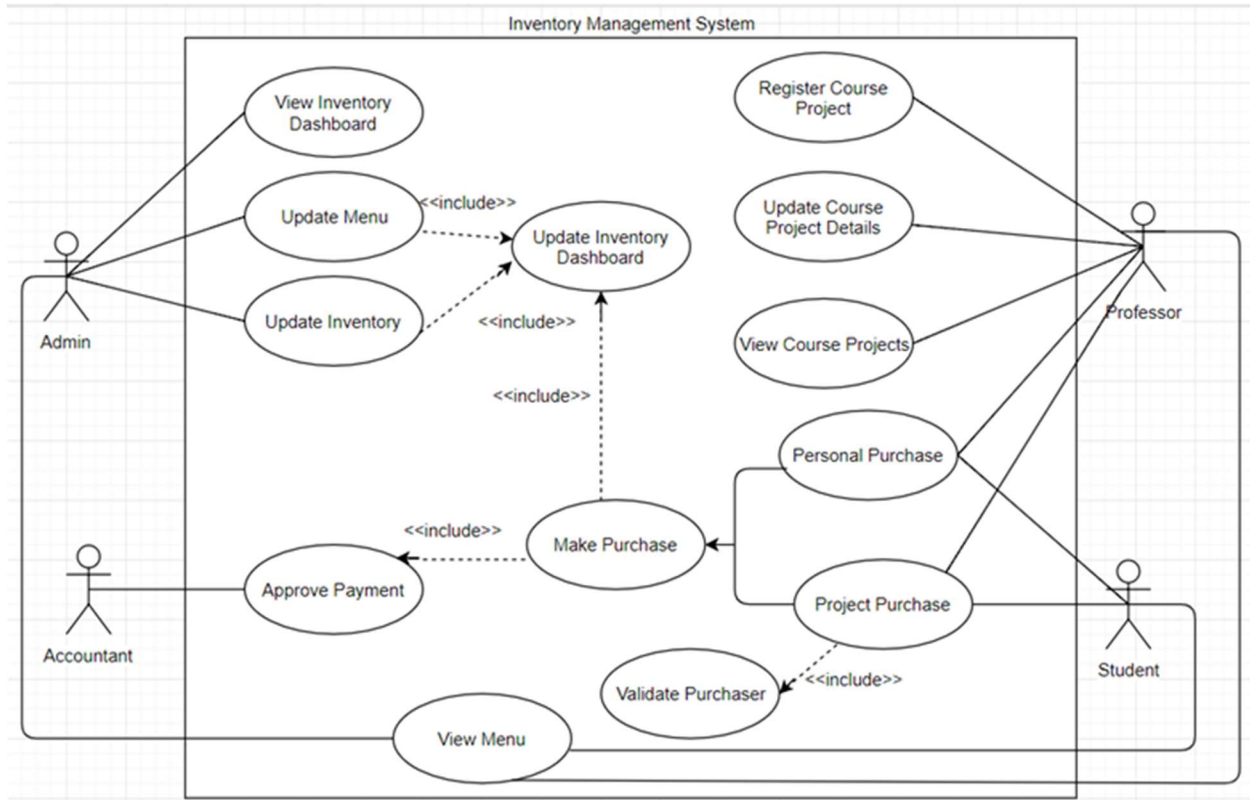 Inventory Management System
View Inventory
Dashboard
Register Course
Project
Update Menu
<<include>>
Update Inventory
Dashboard
Update Course
Project Details
Admin
Update Inventory
<<include>>
Professor
View Course Projects
<<include>>
Personal Purchase
<<include>>
Make Purchase
Approve Payment
Project Purchase
Accountant
Student
Validate Purchaser
<<include>>
View Menu